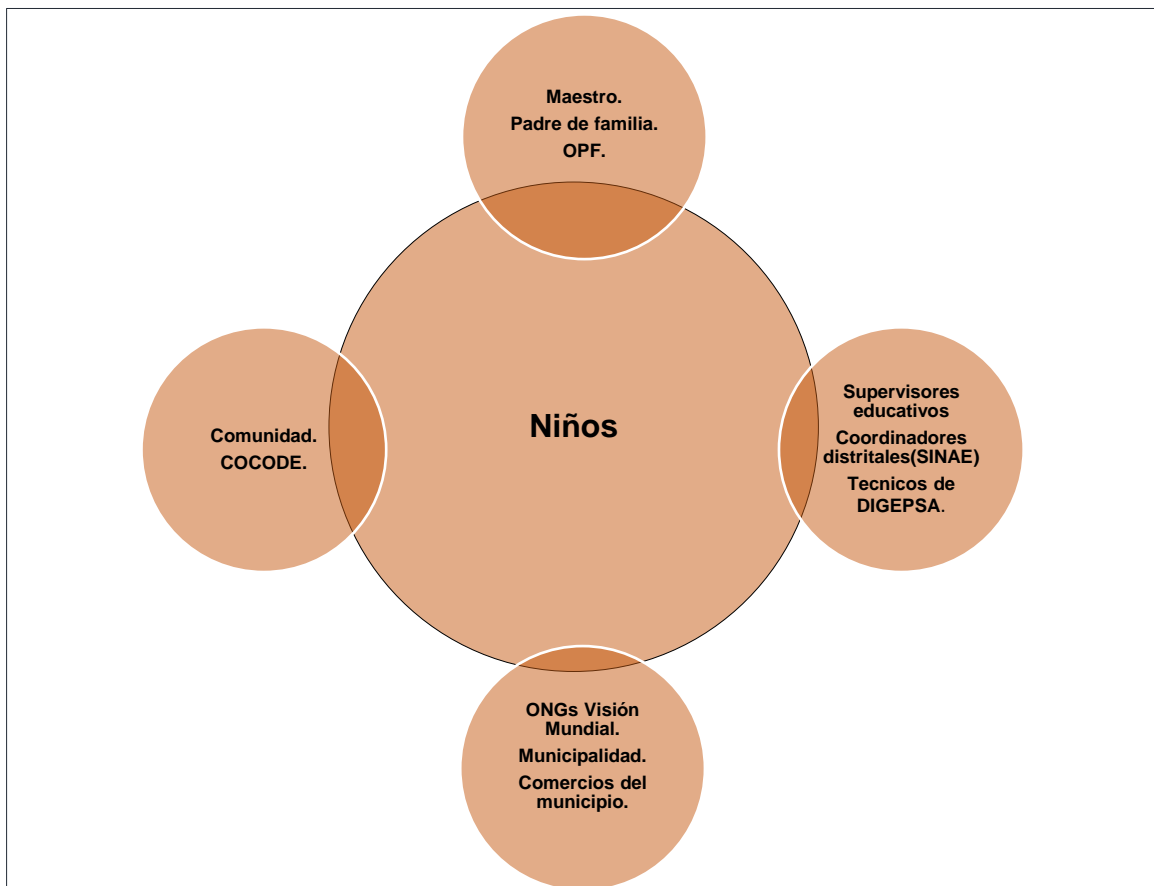 Maestro.
Padre de familia.
OPF.
Niños
Comunidad.
COCODE.
Supervisores
educativos
Coordinadores
distritales(SINAE)
Tecnicos de
DIGEPSA.
ONGs Visión
Mundial.
Municipalidad.
Comercios del
municipio.